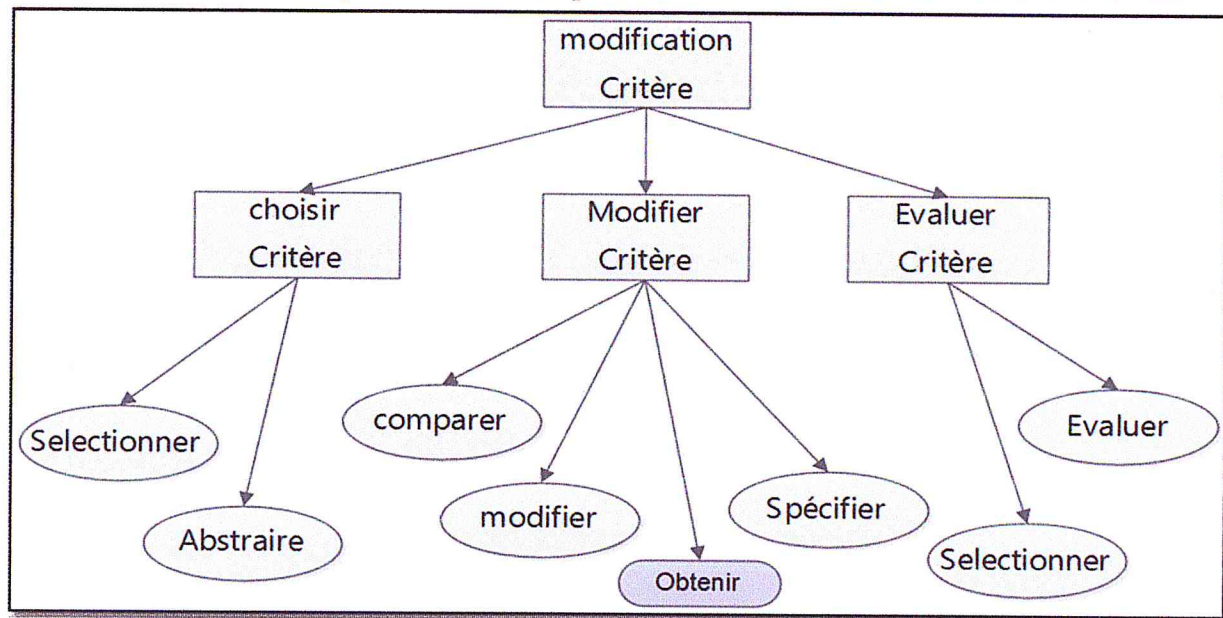 modification
Critère
choisir
Critère
Modifier
Critère
Evaluer
Critère
Selectionner
Abstraire
comparer
modifier
Obtenir
Spécifier
Evaluer
Selectionner